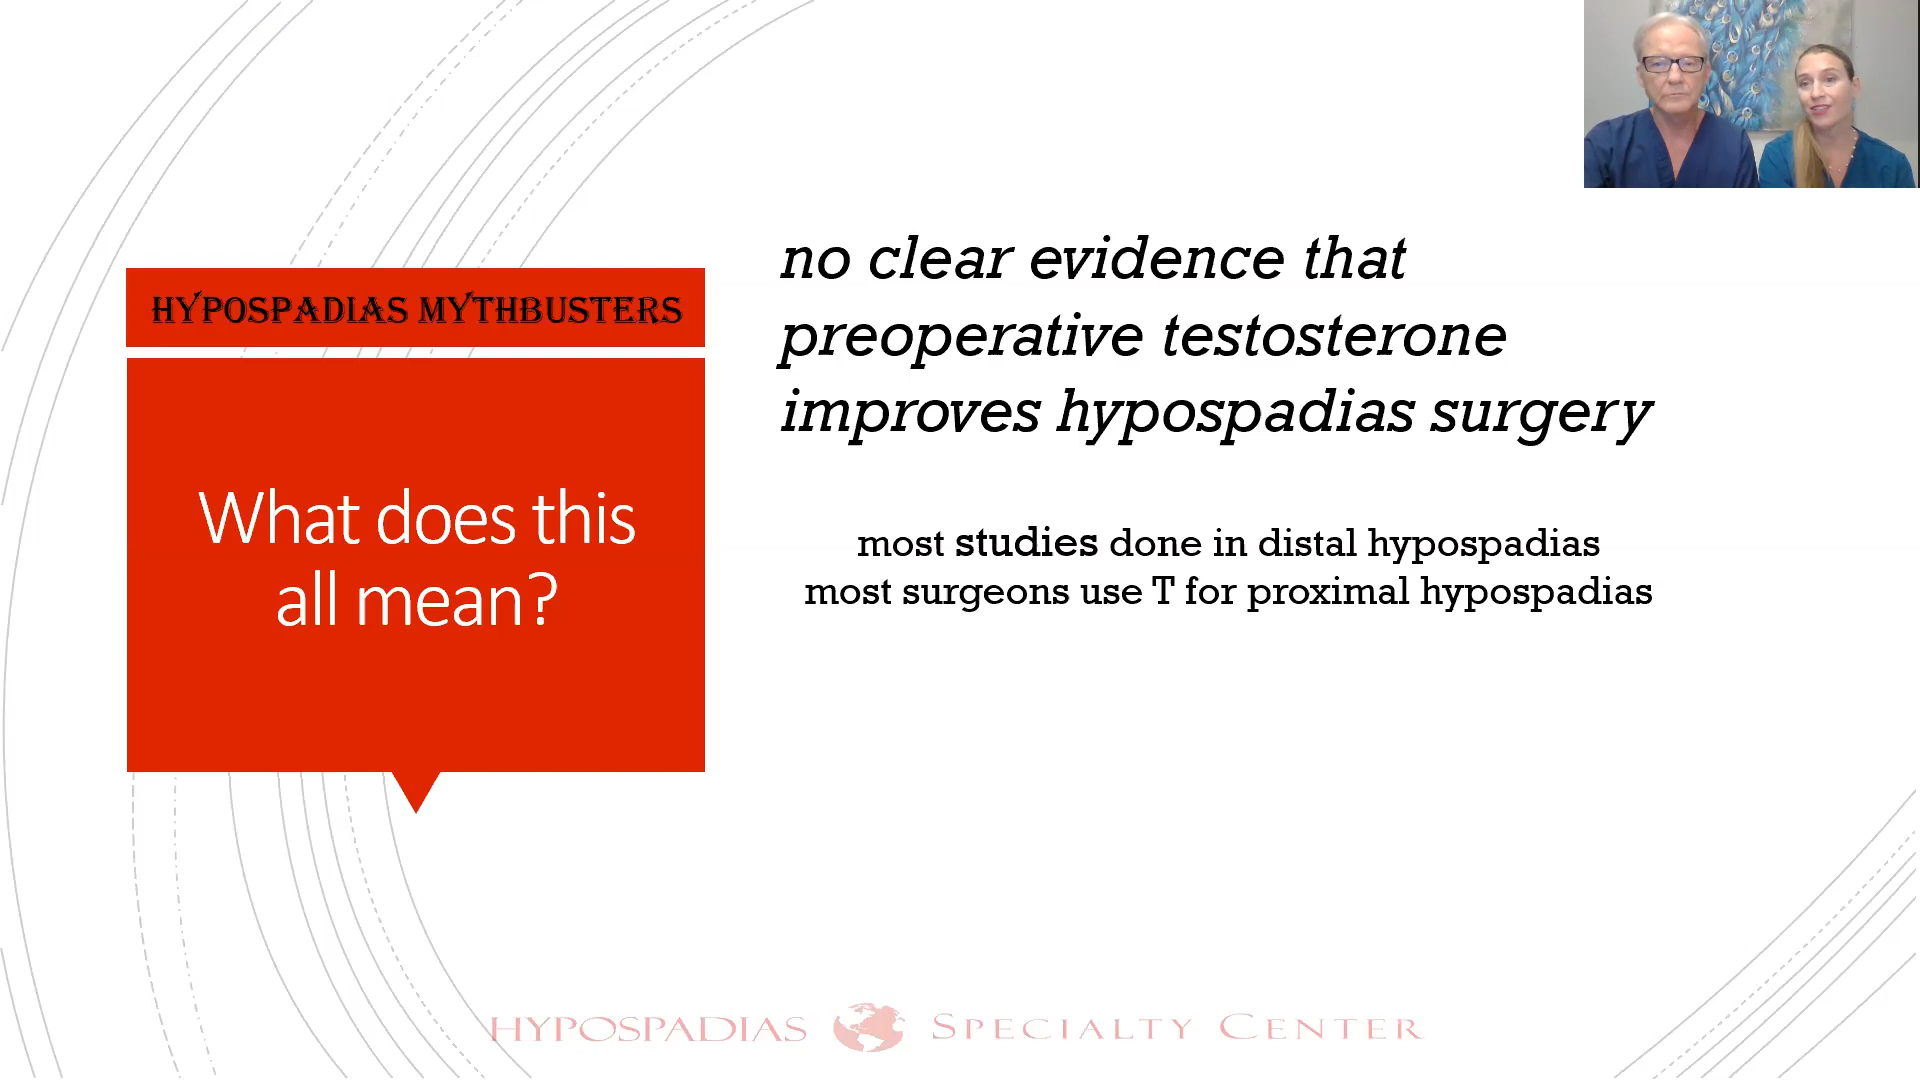 HYPOSPADIAS MYTHBUSTERS
What does this
all mean?
no clear evidence that
preoperative testosterone
improves hypospadias surgery
most studies done in distal hypospadias
most surgeons use T for proximal hypospadias
HYPOSPADIAS SPECIALTY CENTER